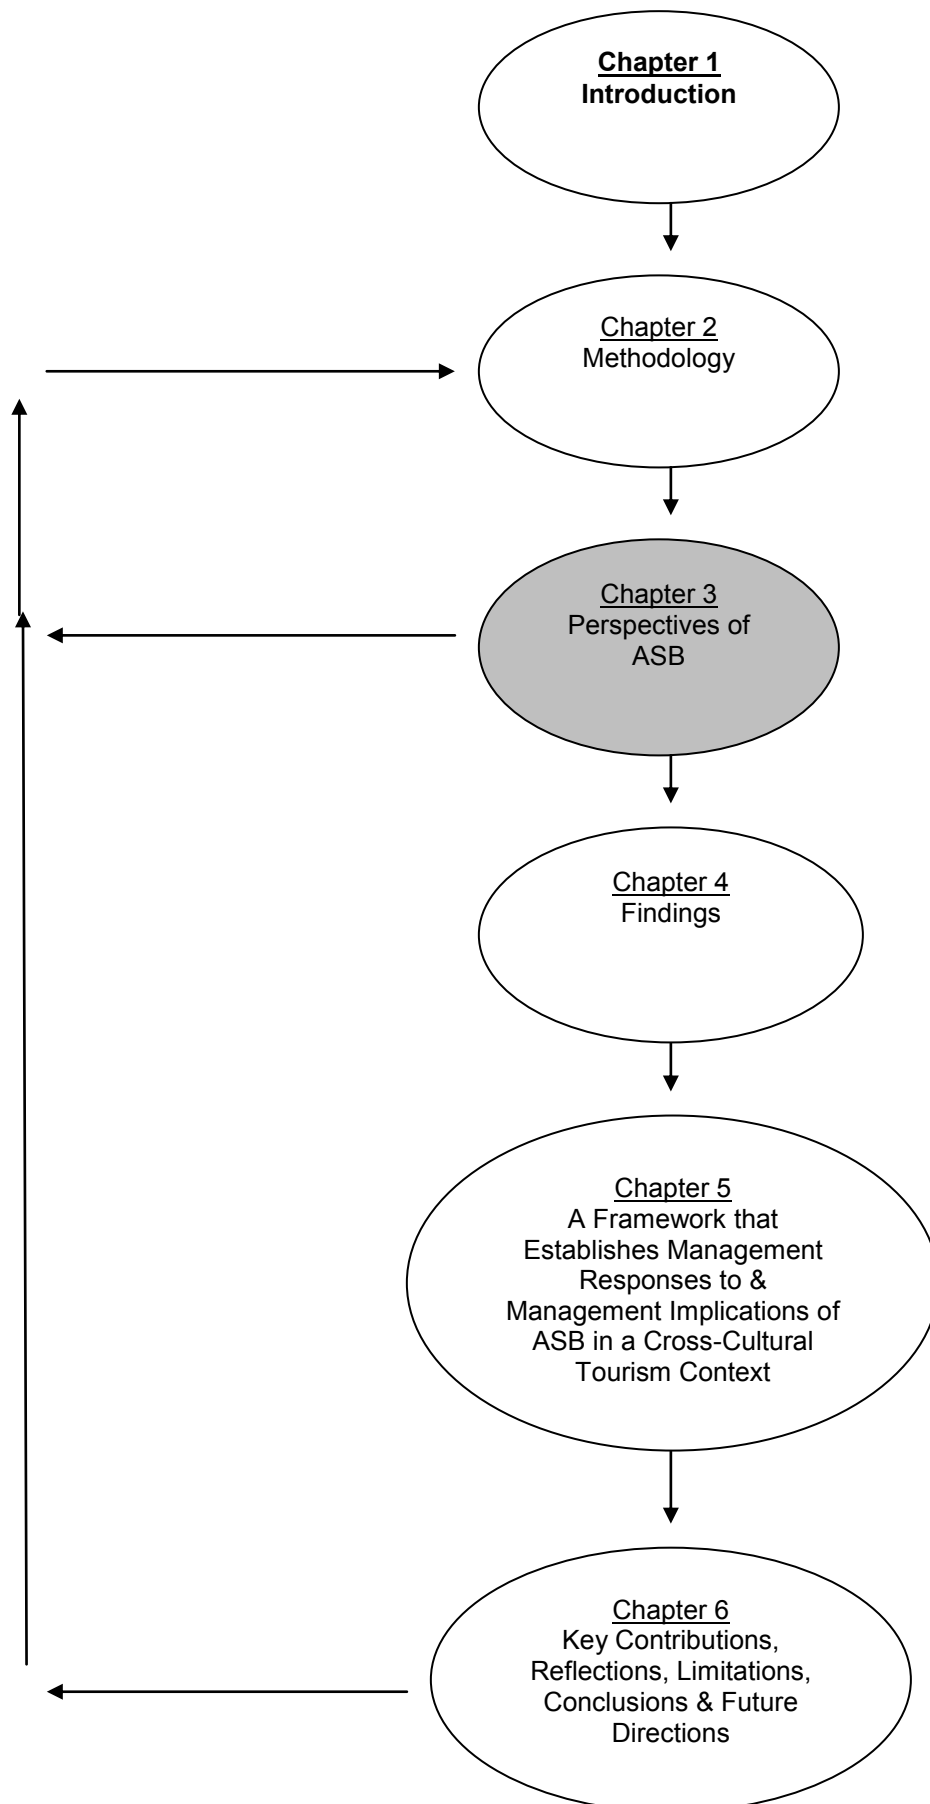 Chapter 1
Introduction
Chapter 2
Methodology
Chapter 3
Perspectives of
ASB
Chapter 4
Findings
Chapter 5
A Framework that
Establishes Management
Responses to &
Management Implications of
ASB in a Cross-Cultural
Tourism Context
Chapter 6
Key Contributions,
Reflections, Limitations,
Conclusions & Future
Directions